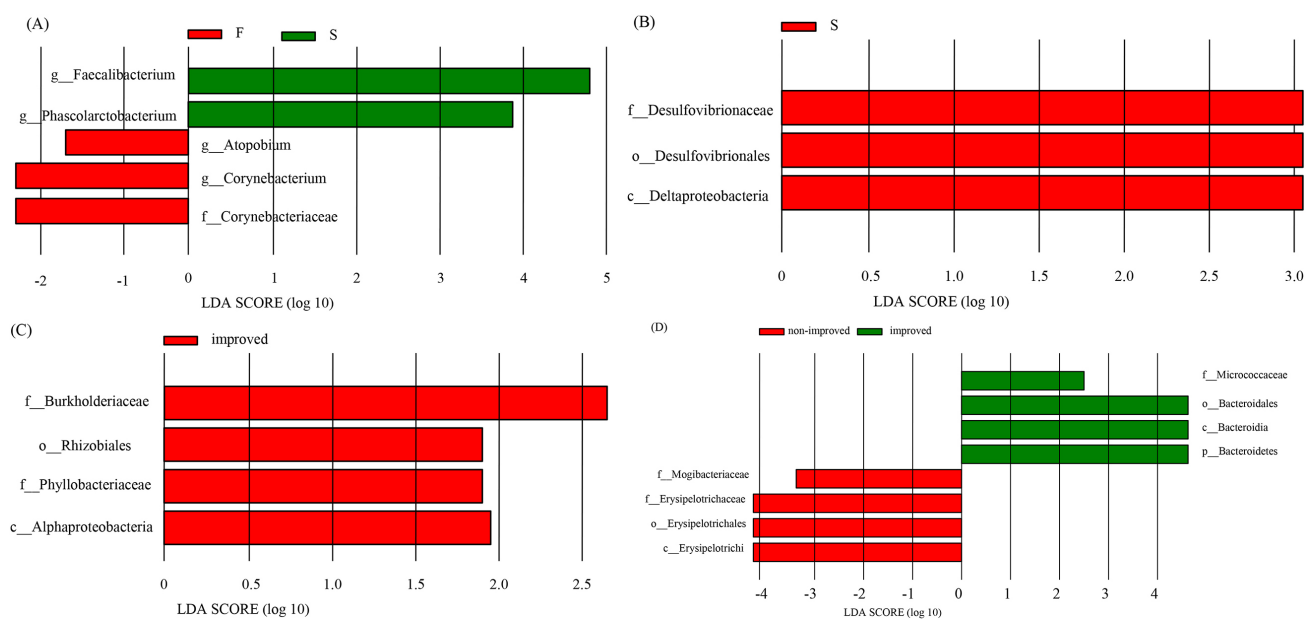 (A)
F S
g__Faecalibacterium
g__Phascolarctobacterium
g__Atopobium
g__Corynebacterium
f__Corynebacteriaceae
-2 -1 0 1 2 3 4 5
LDA SCORE (log 10)
(B)
S
f__Desulfovibrionaceae
o__Desulfovibrionales
c__Deltaproteobacteria
0 0.5 1.0 1.5 2.0 2.5 3.0
LDA SCORE (log 10)
(C)
improved
f__Burkholderiaceae
o__Rhizobiales
f__Phyllobacteriaceae
c__Alphaproteobacteria
0 0.5 1.0 1.5 2.0 2.5
LDA SCORE (log 10)
(D)
non-improved improved
f__Micrococcaceae
o__Bacteroidales
c__Bacteroidia
p__Bacteroidetes
f__Mogibacteriaceae
f__Erysipelotrichaceae
o__Erysipelotrichales
c__Erysipelotrichi
-4 -3 -2 -1 0 1 2 3 4
LDA SCORE (log 10)